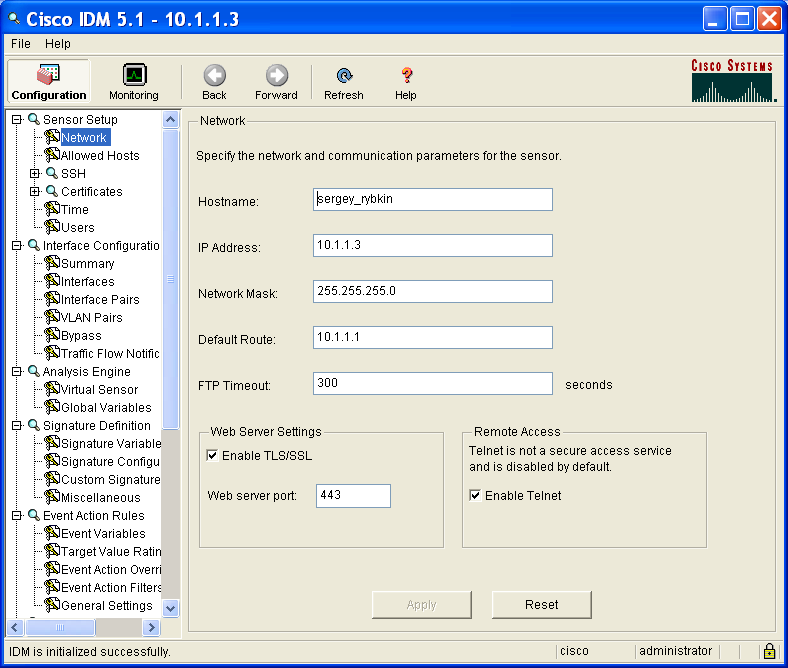 Cisco IDM 5.1 - 10.1.1.3
File Help
Configuration Monitoring Back Forward Refresh Help
CISCO SYSTEMS
Sensor Setup
Network
Allowed Hosts
SSH
Certificates
Time
Users
Interface Configuratio
Summary
Interfaces
Interface Pairs
VLAN Pairs
Bypass
Traffic Flow Notific
Analysis Engine
Virtual Sensor
Global Variables
Signature Definition
Signature Variable
Signature Configu
Custom Signature
Miscellaneous
Event Action Rules
Event Variables
Target Value Ratin
Event Action Overri
Event Action Filters
General Settings
Network
Specify the network and communication parameters for the sensor.
Hostname: sergey_rybkin
IP Address: 10.1.1.3
Network Mask: 255.255.255.0
Default Route: 10.1.1.1
FTP Timeout: 300 seconds
Web Server Settings
Enable TLS/SSL
Web server port: 443
Remote Access
Telnet is not a secure access service
and is disabled by default.
Enable Telnet
Apply Reset
IDM is initialized successfully. cisco administrator